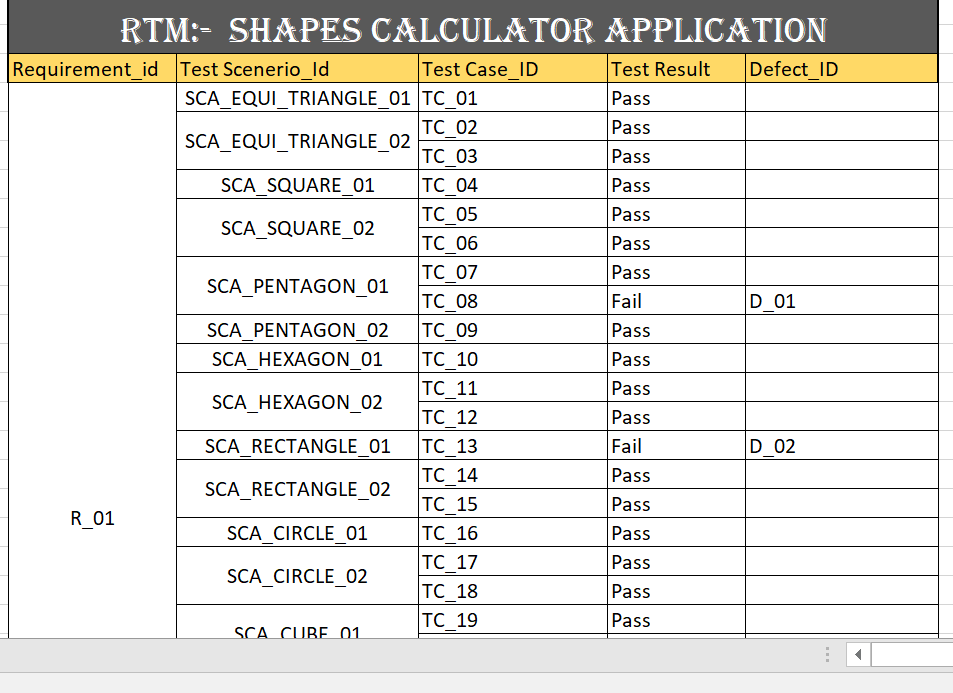 RTM:- SHAPES CALCULATOR APPLICATION
Requirement_id Test Scenerio_Id Test Case_ID Test Result Defect_ID
SCA_EQUI_TRIANGLE_01 TC_01 Pass
SCA_EQUI_TRIANGLE_02 TC_02 Pass
TC_03 Pass
SCA_SQUARE_01 TC_04 Pass
SCA_SQUARE_02 TC_05 Pass
TC_06 Pass
SCA_PENTAGON_01 TC_07 Pass
TC_08 Fail D_01
SCA_PENTAGON_02 TC_09 Pass
SCA_HEXAGON_01 TC_10 Pass
SCA_HEXAGON_02 TC_11 Pass
TC_12 Pass
SCA_RECTANGLE_01 TC_13 Fail D_02
SCA_RECTANGLE_02 TC_14 Pass
TC_15 Pass
R_01
SCA_CIRCLE_01 TC_16 Pass
SCA_CIRCLE_02 TC_17 Pass
TC_18 Pass
SCA_CUBE_01 TC_19 Pass